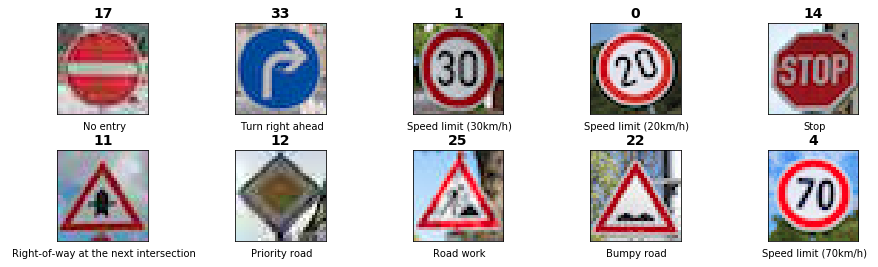 17
33
1
0
14
30
20
STOP
No entry
Turn right ahead
Speed limit (30km/h)
Speed limit (20km/h)
Stop
11
12
25
22
4
70
Right-of-way at the next intersection
Priority road
Road work
Bumpy road
Speed limit (70km/h)